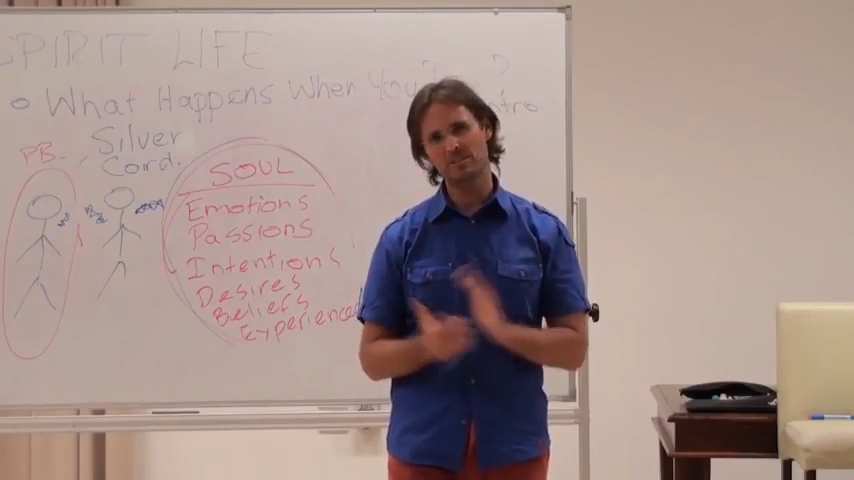 SPIRIT LIFE
What Happens When You
Silver
Cord.
PB
SOUL
Emotions
Passions
Intentions
Desires
Beliefs
Experiences